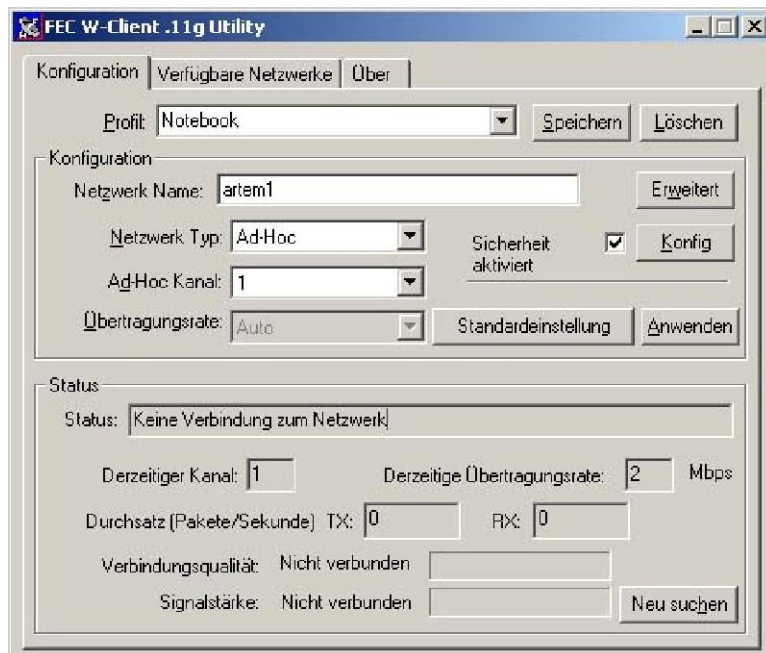 FEC W-Client .11g Utility
Konfiguration Verfügbare Netzwerke Über
Profil: Notebook Speichern Löschen
Konfiguration
Netzwerk Name: artem1 Erweitert
Netzwerk Typ: Ad-Hoc Sicherheit aktiviert Konfig
Ad-Hoc Kanal: 1
Übertragungsrate: Auto Standardeinstellung Anwenden
Status
Status: Keine Verbindung zum Netzwerk
Derzeitiger Kanal: 1 Derzeitige Übertragungsrate: 2 Mbps
Durchsatz (Pakete/Sekunde) TX: 0 RX: 0
Verbindungsqualität: Nicht verbunden
Signalstärke: Nicht verbunden Neu suchen